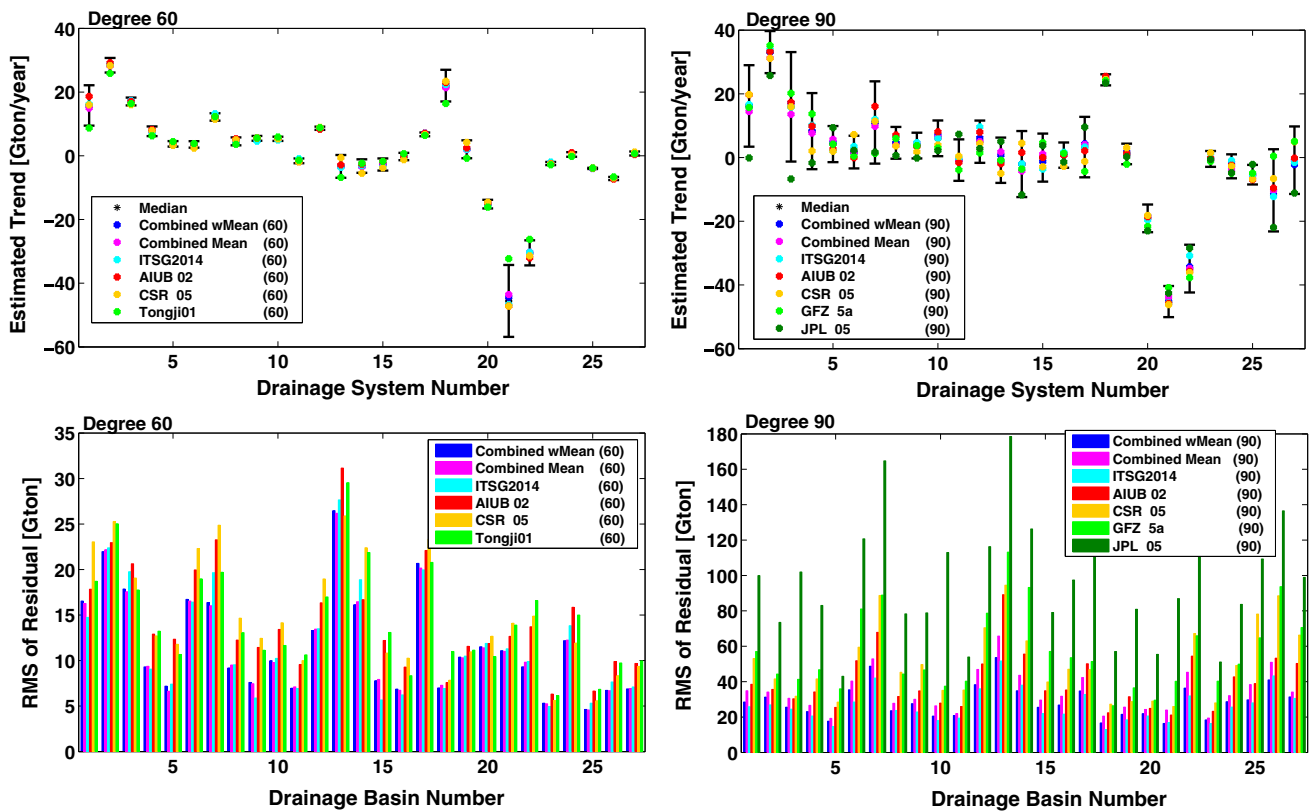 Degree 60
Estimated Trend [Gton/year]
40
20
0
−20
−40
−60
Median
Combined wMean (60)
Combined Mean (60)
ITSG2014 (60)
AIUB 02 (60)
CSR 05 (60)
Tongji01 (60)
5 10 15 20 25
Drainage System Number
Degree 90
Estimated Trend [Gton/year]
40
20
0
−20
−40
−60
Median
Combined wMean (90)
Combined Mean (90)
ITSG2014 (90)
AIUB 02 (90)
CSR 05 (90)
GFZ 5a (90)
JPL 05 (90)
5 10 15 20 25
Drainage System Number
Degree 60
RMS of Residual [Gton]
35
30
25
20
15
10
5
0
Combined wMean (60)
Combined Mean (60)
ITSG2014 (60)
AIUB 02 (60)
CSR 05 (60)
Tongji01 (60)
5 10 15 20 25
Drainage Basin Number
Degree 90
RMS of Residual [Gton]
180
160
140
120
100
80
60
40
20
0
Combined wMean (90)
Combined Mean (90)
ITSG2014 (90)
AIUB 02 (90)
CSR 05 (90)
GFZ 5a (90)
JPL 05 (90)
5 10 15 20 25
Drainage Basin Number